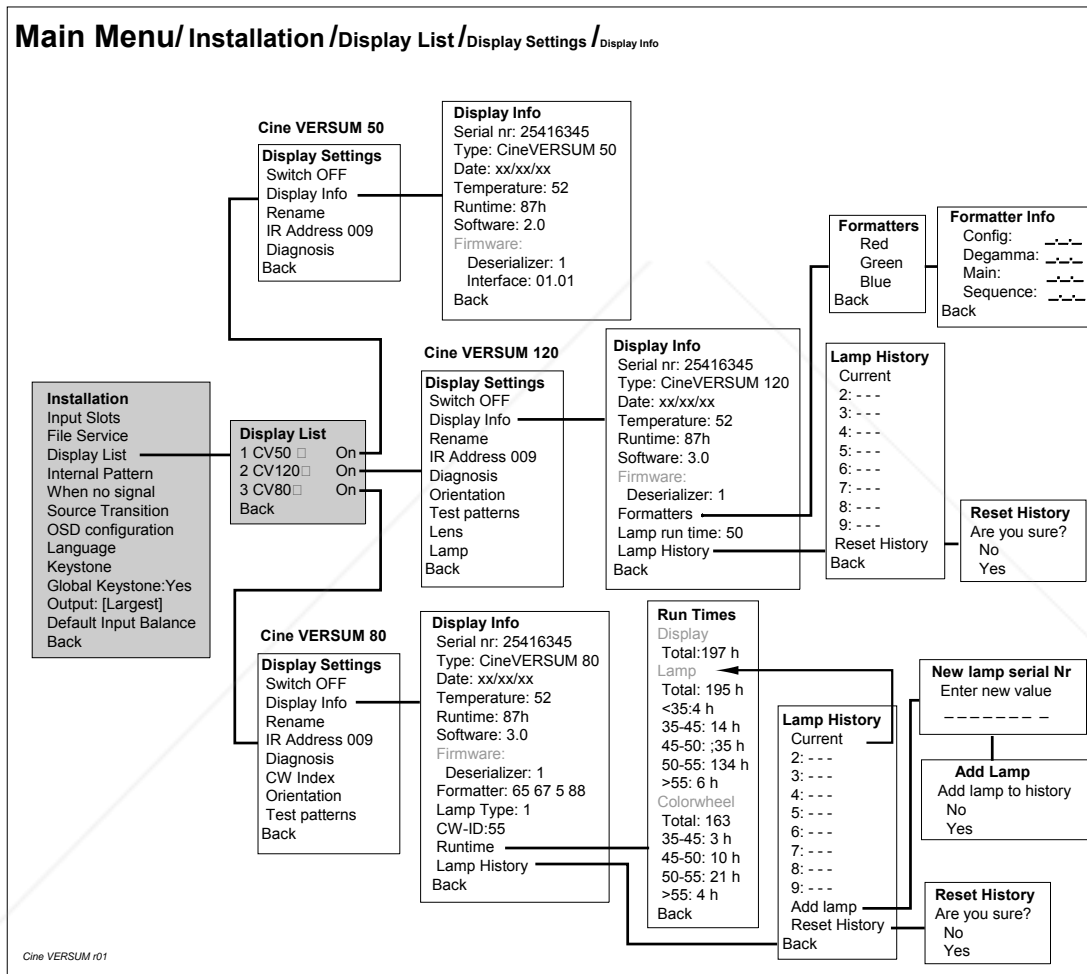 Main Menu/ Installation /Display List /Display Settings /Display Info
Cine VERSUM 50
Display Settings
Switch OFF
Display Info
Rename
IR Address 009
Diagnosis
Back
Display Info
Serial nr: 25416345
Type: CineVERSUM 50
Date: xx/xx/xx
Temperature: 52
Runtime: 87h
Software: 2.0
Firmware:
Deserializer: 1
Interface: 01.01
Back
Formatters
Red
Green
Blue
Back
Formatter Info
Config: _._._
Degamma: _._._
Main: _._._
Sequence: _._._
Back
Installation
Input Slots
File Service
Display List
Internal Pattern
When no signal
Source Transition
OSD configuration
Language
Keystone
Global Keystone:Yes
Output: [Largest]
Default Input Balance
Back
Display List
1 CV50 □ On
2 CV120□ On
3 CV80□ On
Back
Cine VERSUM 120
Display Settings
Switch OFF
Display Info
Rename
IR Address 009
Diagnosis
Orientation
Test patterns
Lens
Lamp
Back
Display Info
Serial nr: 25416345
Type: CineVERSUM 120
Date: xx/xx/xx
Temperature: 52
Runtime: 87h
Software: 3.0
Firmware:
Deserializer: 1
Formatters
Lamp run time: 50
Lamp History
Back
Lamp History
Current
2: - - -
3: - - -
4: - - -
5: - - -
6: - - -
7: - - -
8: - - -
9: - - -
Reset History
Back
Reset History
Are you sure?
No
Yes
Cine VERSUM 80
Display Settings
Switch OFF
Display Info
Rename
IR Address 009
Diagnosis
CW Index
Orientation
Test patterns
Back
Display Info
Serial nr: 25416345
Type: CineVERSUM 80
Date: xx/xx/xx
Temperature: 52
Runtime: 87h
Software: 3.0
Firmware:
Deserializer: 1
Formatter: 65 67 5 88
Lamp Type: 1
CW-ID:55
Runtime
Lamp History
Back
Run Times
Display
Total:197 h
Lamp
Total: 195 h
<35:4 h
35-45: 14 h
45-50: ;35 h
50-55: 134 h
>55: 6 h
Colorwheel
Total: 163
35-45: 3 h
45-50: 10 h
50-55: 21 h
>55: 4 h
Back
Lamp History
Current
2: - - -
3: - - -
4: - - -
5: - - -
6: - - -
7: - - -
8: - - -
9: - - -
Add lamp
Reset History
Back
New lamp serial Nr
Enter new value
_ _ _ _ _ _ _ _
Add Lamp
Add lamp to history
No
Yes
Reset History
Are you sure?
No
Yes
Cine VERSUM r01